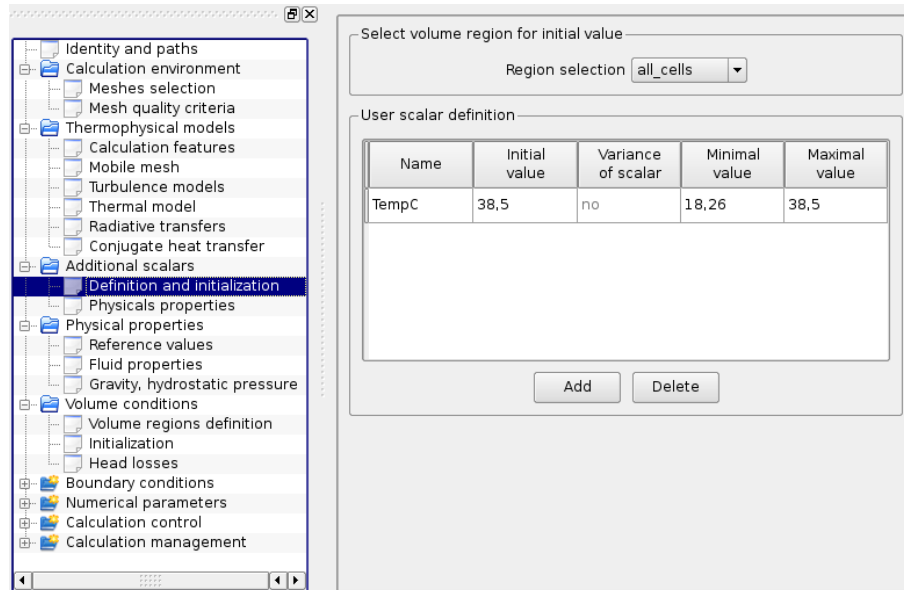 Identity and paths
Calculation environment
Meshes selection
Mesh quality criteria
Thermophysical models
Calculation features
Mobile mesh
Turbulence models
Thermal model
Radiative transfers
Conjugate heat transfer
Additional scalars
Definition and initialization
Physicals properties
Physical properties
Reference values
Fluid properties
Gravity, hydrostatic pressure
Volume conditions
Volume regions definition
Initialization
Head losses
Boundary conditions
Numerical parameters
Calculation control
Calculation management
Select volume region for initial value
Region selection all_cells
User scalar definition
Name Initial value Variance of scalar Minimal value Maximal value
TempC 38,5 no 18,26 38,5
Add Delete